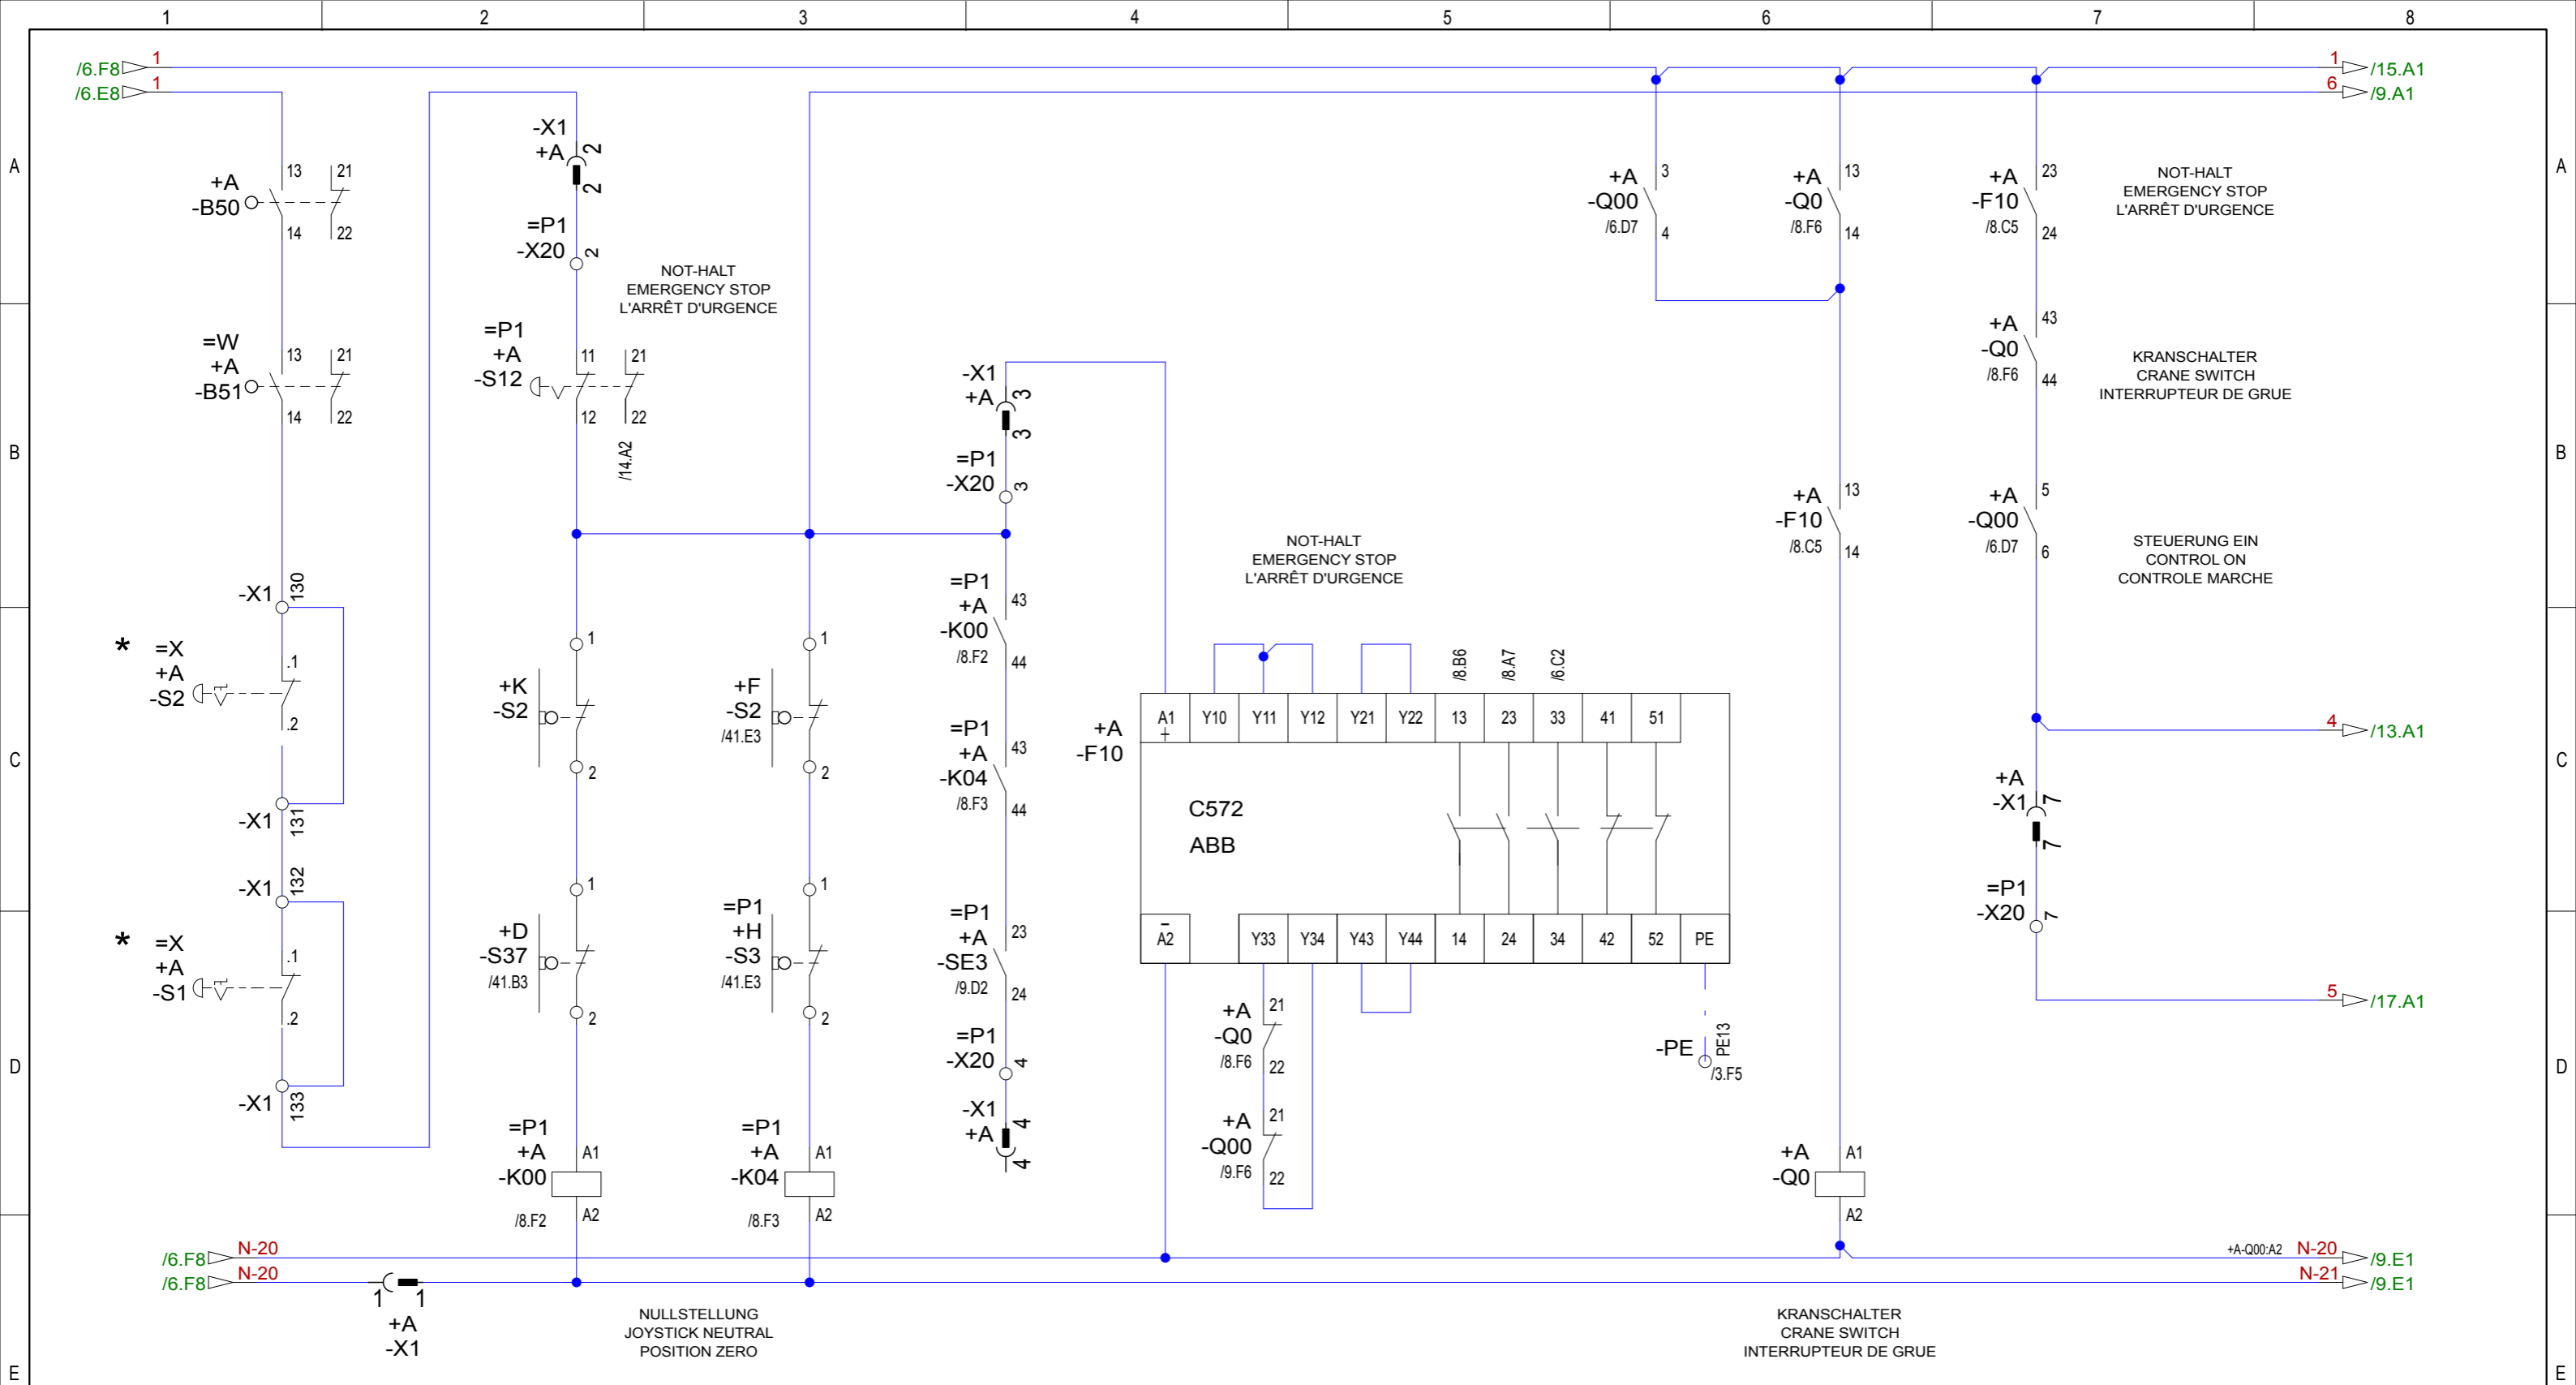 1 2 3 4 5 6 7 8
/6.F8 1
/6.E8 1
1 /15.A1
6 /9.A1
A
A
+A
-B50
13
14
21
22
-X1
+A
2
2
=P1
-X20
2
NOT-HALT
EMERGENCY STOP
L'ARRÊT D'URGENCE
+A
-Q00
/6.D7
3
4
+A
-Q0
/8.F6
13
14
+A
-F10
/8.C5
23
24
NOT-HALT
EMERGENCY STOP
L'ARRÊT D'URGENCE
B
B
=W
+A
-B51
13
14
21
22
=P1
+A
-S12
11
12
21
22
/14.A2
-X1
+A
3
3
=P1
-X20
3
+A
-Q0
/8.F6
43
44
KRANSCHALTER
CRANE SWITCH
INTERRUPTEUR DE GRUE
+A
-F10
/8.C5
13
14
+A
-Q00
/6.D7
5
6
STEUERUNG EIN
CONTROL ON
CONTROLE MARCHE
NOT-HALT
EMERGENCY STOP
L'ARRÊT D'URGENCE
C
C
-X1
130
* =X
+A
-S2
.1
.2
-X1
131
+K
-S2
1
2
+F
-S2
/41.E3
1
2
=P1
+A
-K00
/8.F2
43
44
=P1
+A
-K04
/8.F3
43
44
/8.B6
/8.A7
/6.C2
+A
-F10
A1
+
Y10 Y11 Y12 Y21 Y22 13 23 33 41 51
C572
ABB
–
A2
Y33 Y34 Y43 Y44 14 24 34 42 52 PE
4 /13.A1
+A
-X1
7
7
=P1
-X20
7
5 /17.A1
D
D
-X1
132
* =X
+A
-S1
.1
.2
-X1
133
+D
-S37
/41.B3
1
2
=P1
+H
-S3
/41.E3
1
2
=P1
+A
-SE3
/9.D2
23
24
=P1
-X20
4
-X1
+A
4
4
+A
-Q0
/8.F6
21
22
+A
-Q00
/9.F6
21
22
-PE
PE13
/3.F5
=P1
+A
-K00
/8.F2
A1
A2
=P1
+A
-K04
/8.F3
A1
A2
+A
-Q0
A1
A2
E
E
/6.F8 N-20
/6.F8 N-20
+A-Q00:A2 N-20 /9.E1
N-21 /9.E1
1 1
+A
-X1
NULLSTELLUNG
JOYSTICK NEUTRAL
POSITION ZERO
KRANSCHALTER
CRANE SWITCH
INTERRUPTEUR DE GRUE